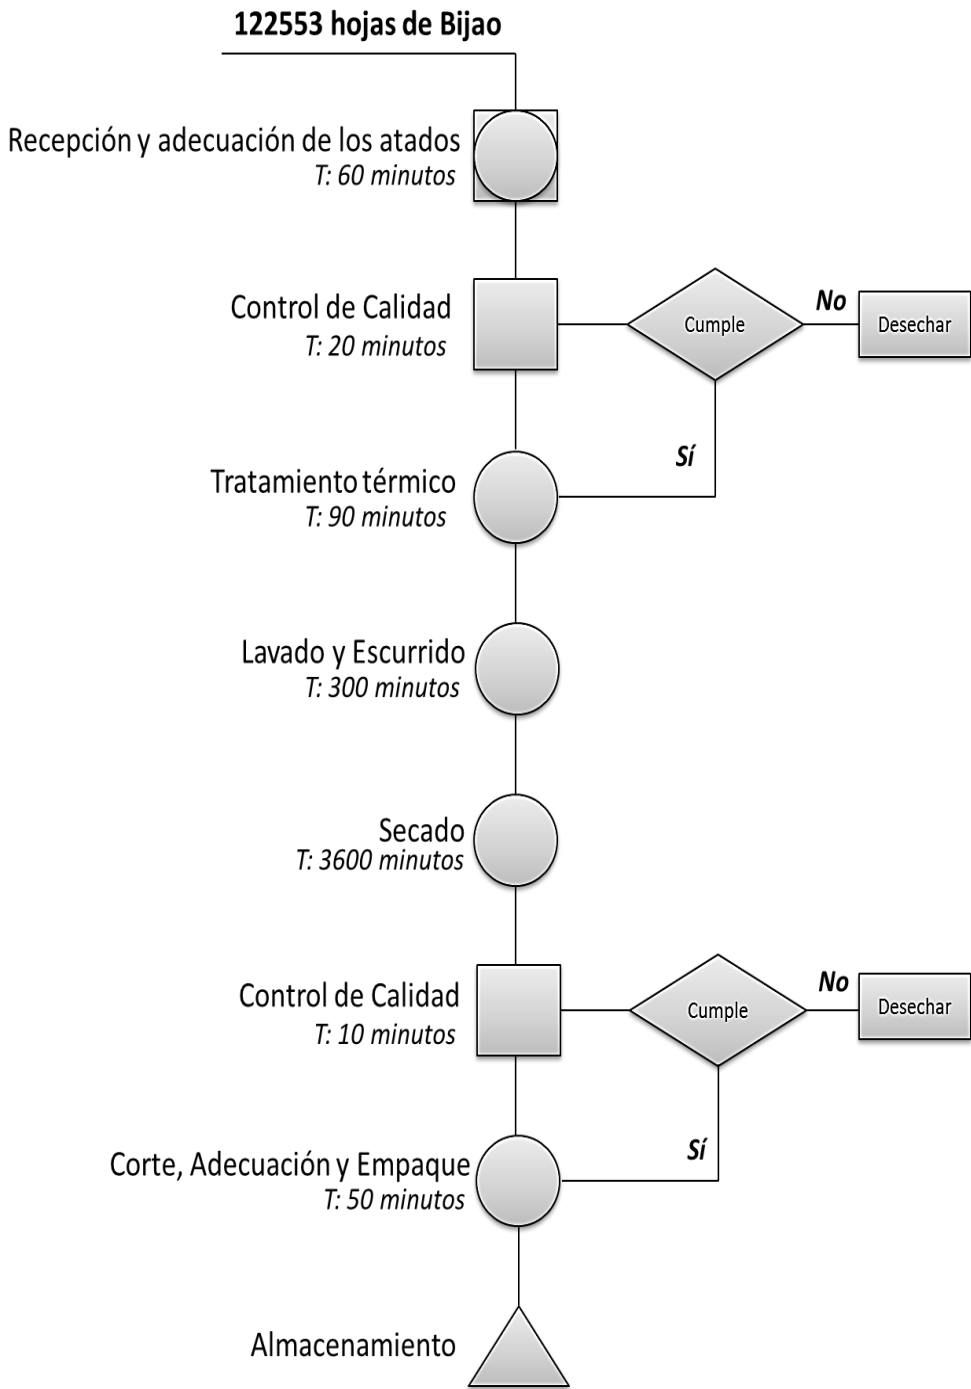 122553 hojas de Bijao
Recepción y adecuación de los atados
T: 60 minutos
Control de Calidad
T: 20 minutos
Cumple
No
Desechar
Sí
Tratamiento térmico
T: 90 minutos
Lavado y Escurrido
T: 300 minutos
Secado
T: 3600 minutos
Control de Calidad
T: 10 minutos
Cumple
No
Desechar
Sí
Corte, Adecuación y Empaque
T: 50 minutos
Almacenamiento